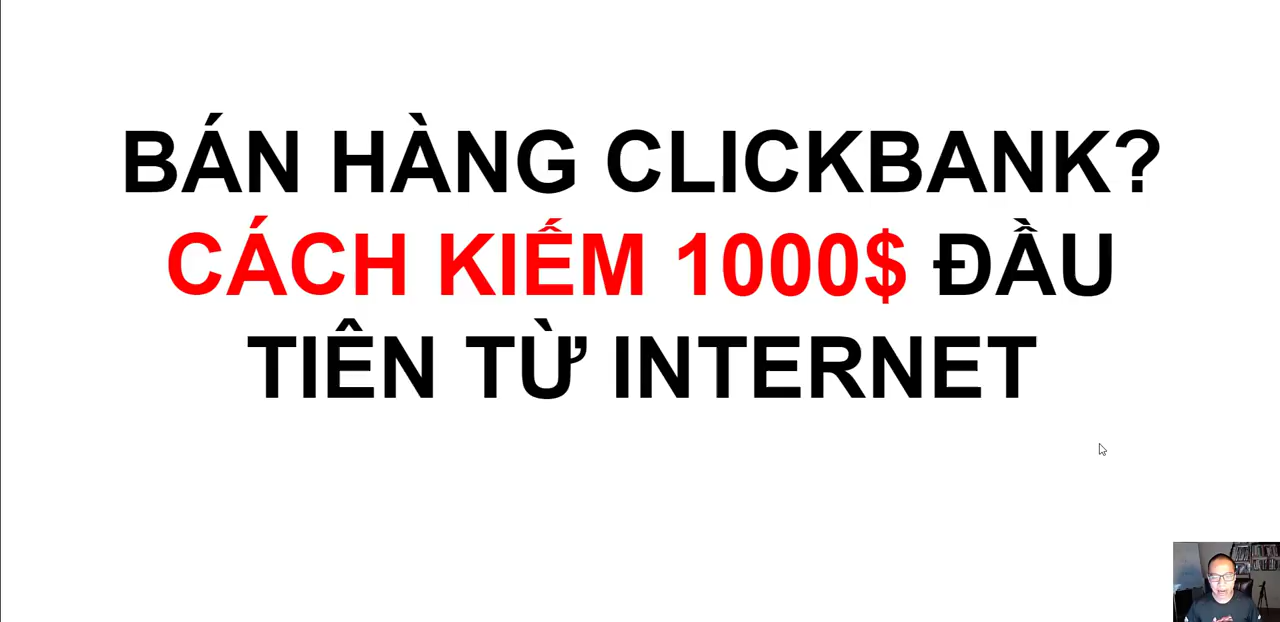 BÁN HÀNG CLICKBANK?
CÁCH KIẾM 1000$ ĐẦU
TIÊN TỪ INTERNET